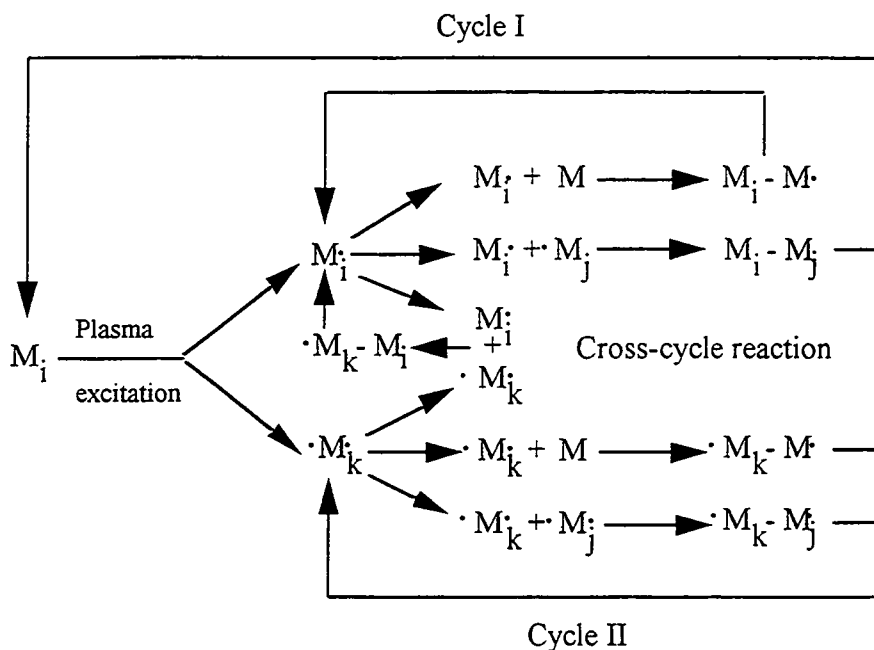 Cycle I
Mi· + M Mi - M·
Mi· Mi· + ·Mj Mi - Mj
Mi·
Plasma ·Mk - Mi + Cross-cycle reaction
Mi
excitation ·Mk·
·Mk· ·Mk· + M ·Mk - M·
·Mk· + ·Mj· ·Mk - Mj·
Cycle II